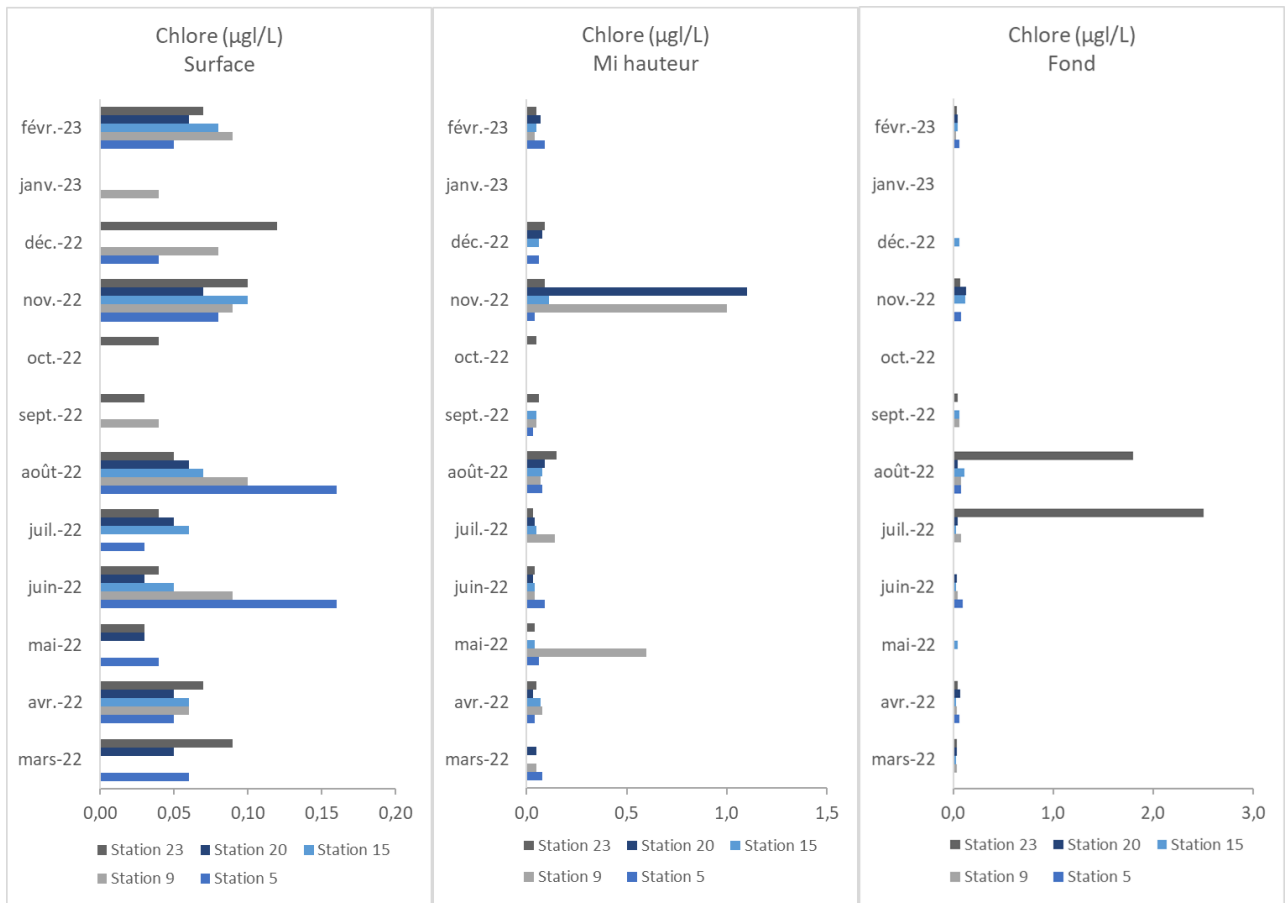 Chlore (µgl/L)
Surface
févr.-23
janv.-23
déc.-22
nov.-22
oct.-22
sept.-22
août-22
juil.-22
juin-22
mai-22
avr.-22
mars-22
0,00 0,05 0,10 0,15 0,20
Station 23 Station 20 Station 15
Station 9 Station 5
Chlore (µgl/L)
Mi hauteur
févr.-23
janv.-23
déc.-22
nov.-22
oct.-22
sept.-22
août-22
juil.-22
juin-22
mai-22
avr.-22
mars-22
0,0 0,5 1,0 1,5
Station 23 Station 20 Station 15
Station 9 Station 5
Chlore (µgl/L)
Fond
févr.-23
janv.-23
déc.-22
nov.-22
oct.-22
sept.-22
août-22
juil.-22
juin-22
mai-22
avr.-22
mars-22
0,0 1,0 2,0 3,0
Station 23 Station 20 Station 15
Station 9 Station 5